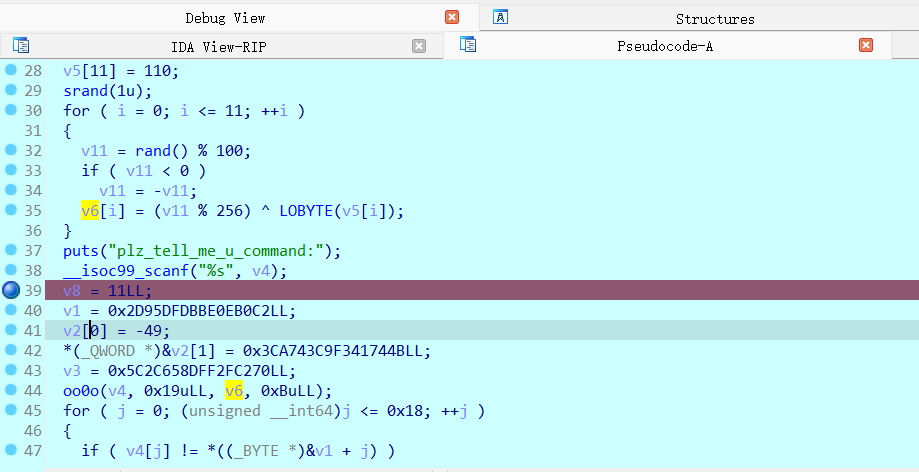 Debug View
Structures
IDA View-RIP
Pseudocode-A
28 v5[11] = 110;
29 srand(1u);
30 for ( i = 0; i <= 11; ++i )
31 {
32 v11 = rand() % 100;
33 if ( v11 < 0 )
34 v11 = -v11;
35 v6[i] = (v11 % 256) ^ LOBYTE(v5[i]);
36 }
37 puts("plz_tell_me_u_command:");
38 __isoc99_scanf("%s", v4);
39 v8 = 11LL;
40 v1 = 0x2D95DFDBBE0EB0C2LL;
41 v2[0] = -49;
42 *(_QWORD *)&v2[1] = 0x3CA743C9F341744BLL;
43 v3 = 0x5C2C658DFF2FC270LL;
44 oo0o(v4, 0x19uLL, v6, 0xBuLL);
45 for ( j = 0; (unsigned __int64)j <= 0x18; ++j )
46 {
47 if ( v4[j] != *((_BYTE *)&v1 + j) )